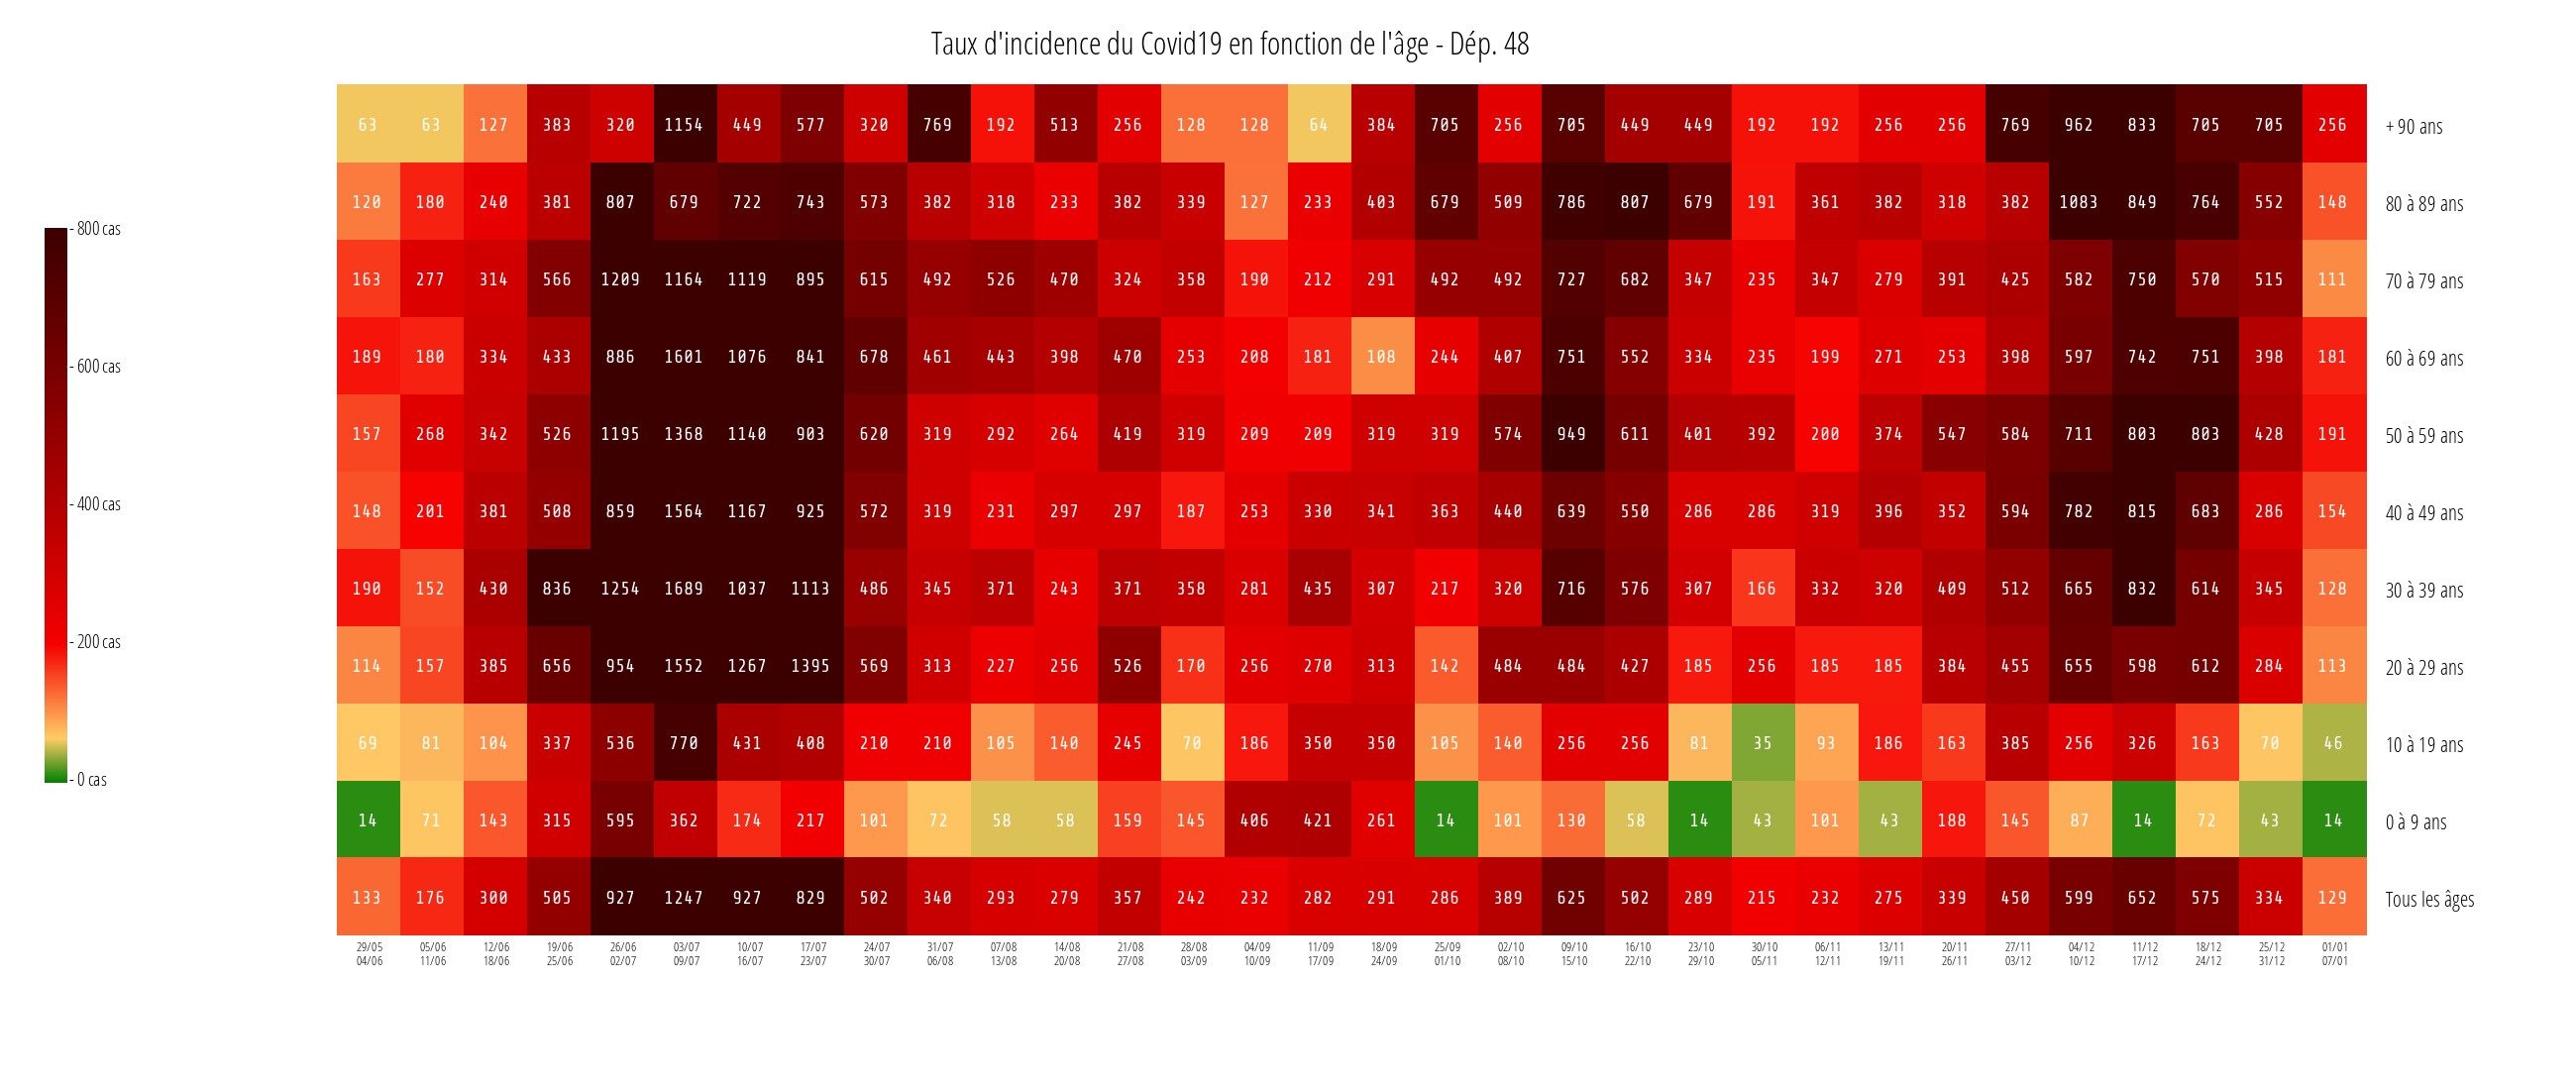 Taux d'incidence du Covid19 en fonction de l'âge - Dép. 48
63 63 127 383 320 1154 449 577 320 769 192 513 256 128 128 64 384 705 256 705 449 449 192 192 256 256 769 962 833 705 705 256 + 90 ans
120 180 240 381 807 679 722 743 573 382 318 233 382 339 127 233 403 679 509 786 807 679 191 361 382 318 382 1083 849 764 552 148 80 à 89 ans
- 800 cas
163 277 314 566 1209 1164 1119 895 615 492 526 470 324 358 190 212 291 492 492 727 682 347 235 347 279 391 425 582 750 570 515 111 70 à 79 ans
189 180 334 433 886 1601 1076 841 678 461 443 398 470 253 208 181 108 244 407 751 552 334 235 199 271 253 398 597 742 751 398 181 60 à 69 ans
- 600 cas
157 268 342 526 1195 1368 1140 903 620 319 292 264 419 319 209 209 319 319 574 949 611 401 392 200 374 547 584 711 803 803 428 191 50 à 59 ans
- 400 cas
148 201 381 508 859 1564 1167 925 572 319 231 297 297 187 253 330 341 363 440 639 550 286 286 319 396 352 594 782 815 683 286 154 40 à 49 ans
190 152 430 836 1254 1689 1037 1113 486 345 371 243 371 358 281 435 307 217 320 716 576 307 166 332 320 409 512 665 832 614 345 128 30 à 39 ans
- 200 cas
114 157 385 656 954 1552 1267 1395 569 313 227 256 526 170 256 270 313 142 484 484 427 185 256 185 185 384 455 655 598 612 284 113 20 à 29 ans
69 81 104 337 536 770 431 408 210 210 105 140 245 70 186 350 350 105 140 256 256 81 35 93 186 163 385 256 326 163 70 46 10 à 19 ans
- 0 cas
14 71 143 315 595 362 174 217 101 72 58 58 159 145 406 421 261 14 101 130 58 14 43 101 43 188 145 87 14 72 43 14 0 à 9 ans
133 176 300 505 927 1247 927 829 502 340 293 279 357 242 232 282 291 286 389 625 502 289 215 232 275 339 450 599 652 575 334 129 Tous les âges
29/05 05/06 12/06 19/06 26/06 03/07 10/07 17/07 24/07 31/07 07/08 14/08 21/08 28/08 04/09 11/09 18/09 25/09 02/10 09/10 16/10 23/10 30/10 06/11 13/11 20/11 27/11 04/12 11/12 18/12 25/12 01/01
04/06 11/06 18/06 25/06 02/07 09/07 16/07 23/07 30/07 06/08 13/08 20/08 27/08 03/09 10/09 17/09 24/09 01/10 08/10 15/10 22/10 29/10 05/11 12/11 19/11 26/11 03/12 10/12 17/12 24/12 31/12 07/01